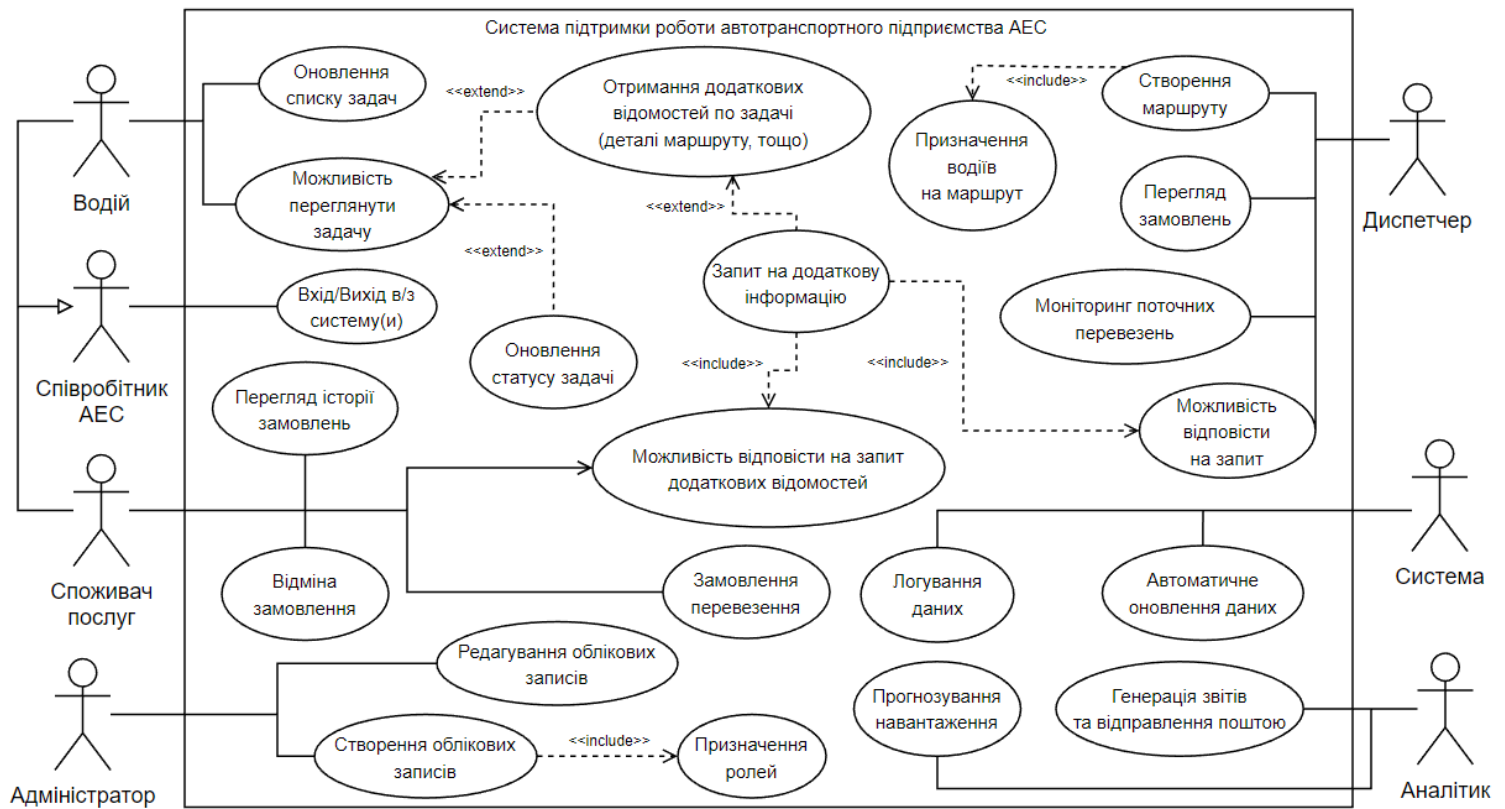 Система підтримки роботи автотранспортного підприємства АЕС
Оновлення
списку задач
<<extend>>
Отримання додаткових
відомостей по задачі
(деталі маршруту, тощо)
<<include>>
Створення
маршруту
Водій
Можливість
переглянути
задачу
<<extend>>
Призначення
водіїв
на маршрут
Перегляд
замовлень
Диспетчер
<<extend>>
Запит на додаткову
інформацію
Вхід/Вихід в/з
систему(и)
Моніторинг поточних
перевезень
Оновлення
статусу задачі
<<include>>
<<include>>
Співробітник
АЕС
Перегляд історії
замовлень
Можливість
відповісти
на запит
Можливість відповісти на запит
додаткових відомостей
Споживач
послуг
Відміна
замовлення
Замовлення
перевезення
Логування
даних
Автоматичне
оновлення даних
Система
Редагування облікових
записів
Прогнозування
навантаження
Генерація звітів
та відправлення поштою
Створення облікових
записів
<<include>>
Призначення
ролей
Адміністратор
Аналітик